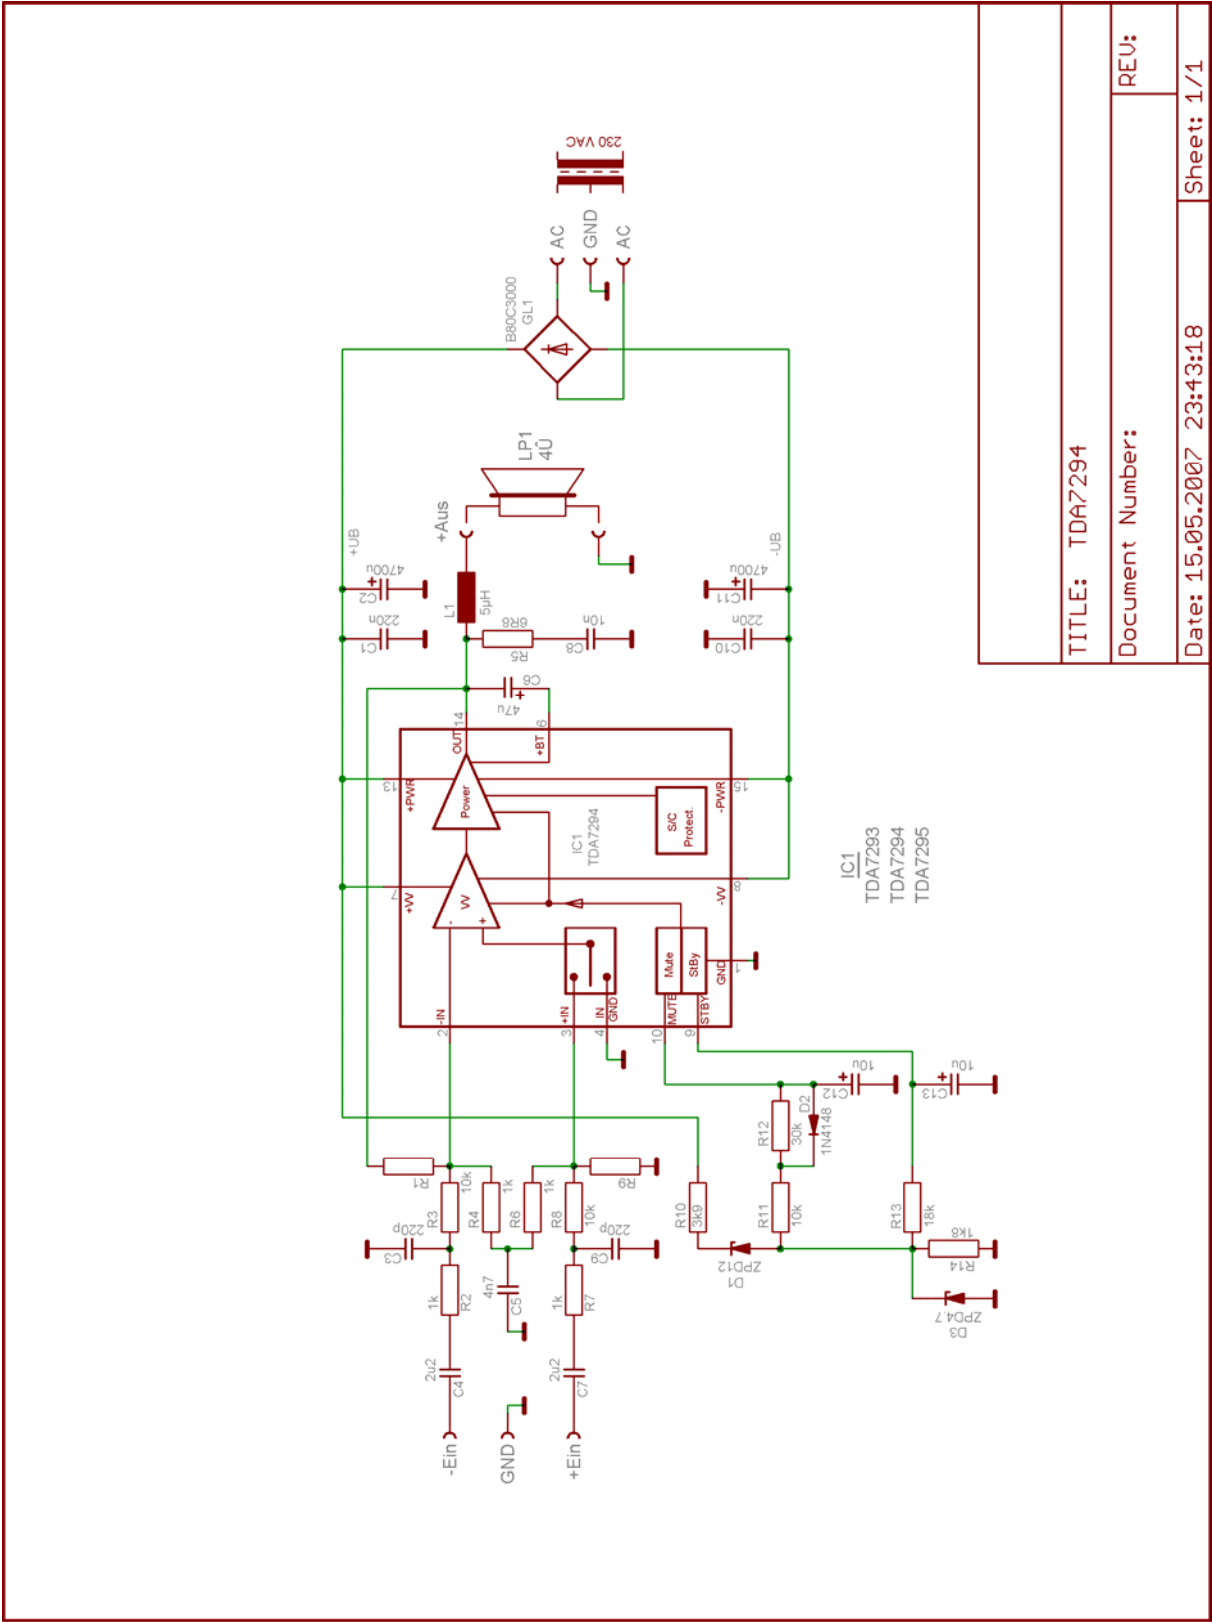 -Ein
GND
+Ein
2u2
C4
2u2
C7
1k
R2
1k
R7
4n7
C5
C3
220p
C9
220p
R3
10k
R4
1k
R6
1k
R8
10k
R1
R9
R10
3k9
D1
ZPD12
D3
ZPD4.7
R11
10k
R12
30k
D2
1N4148
R13
18k
R14
1k8
C12
10u
C13
10u
2
-IN
3
+IN
4
IN
GND
10
MUTE
9
STBY
Mute
StBy
GND
1
7
+VV
VV
-
+
-VV
8
IC1
TDA7294
S/C
Protect.
Power
13
+PWR
-PWR
15
OUT
14
+BT
6
IC1
TDA7293
TDA7294
TDA7295
47u
C6
R5
6R8
C8
10n
L1
5µH
C1
220n
C2
4700u
C10
220n
C11
4700u
+UB
-UB
+Aus
LP1
4Û
B80C3000
GL1
AC
GND
AC
230 VAC
TITLE: TDA7294
Document Number:
REV:
Date: 15.05.2007 23:43:18
Sheet: 1/1